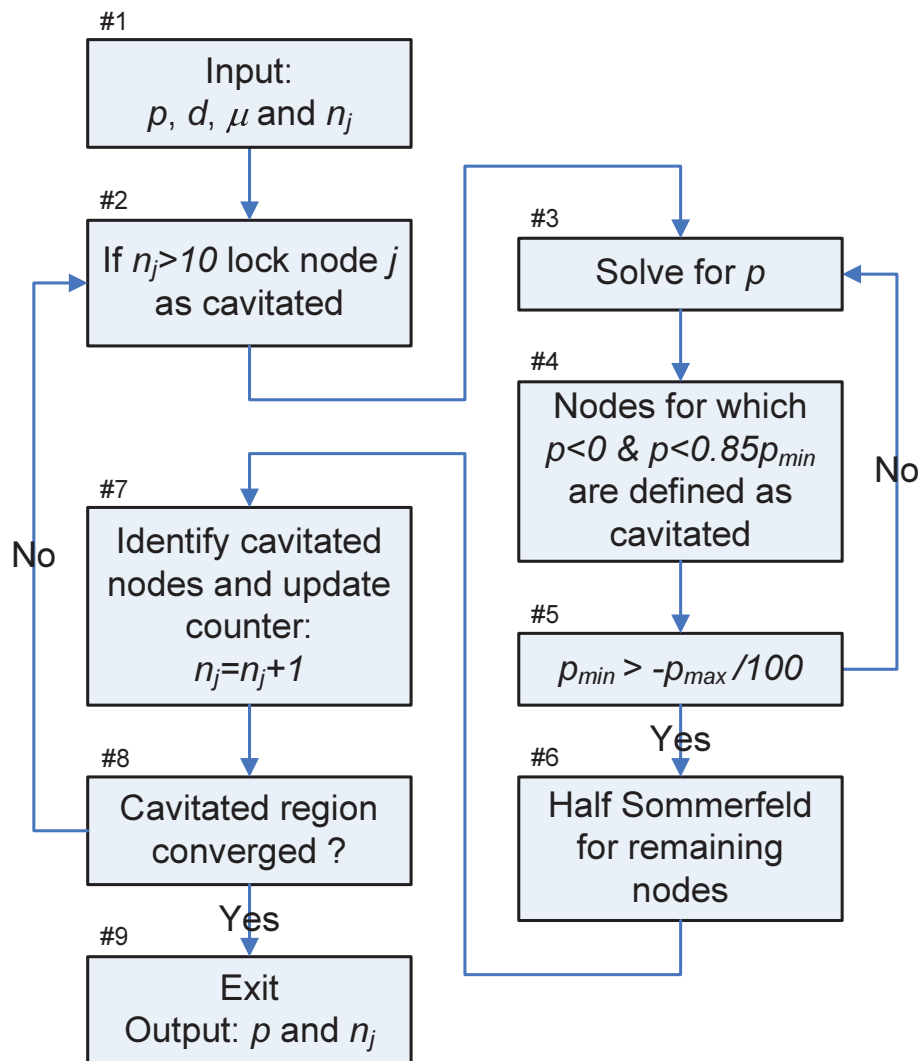 #1
Input:
p, d, μ and nj
#2
If nj>10 lock node j
as cavitated
#3
Solve for p
#4
Nodes for which
p<0 & p<0.85pmin
are defined as
cavitated
No
#5
pmin > -pmax /100
Yes
#6
Half Sommerfeld
for remaining
nodes
#7
Identify cavitated
nodes and update
counter:
nj=nj+1
No
#8
Cavitated region
converged ?
Yes
#9
Exit
Output: p and nj